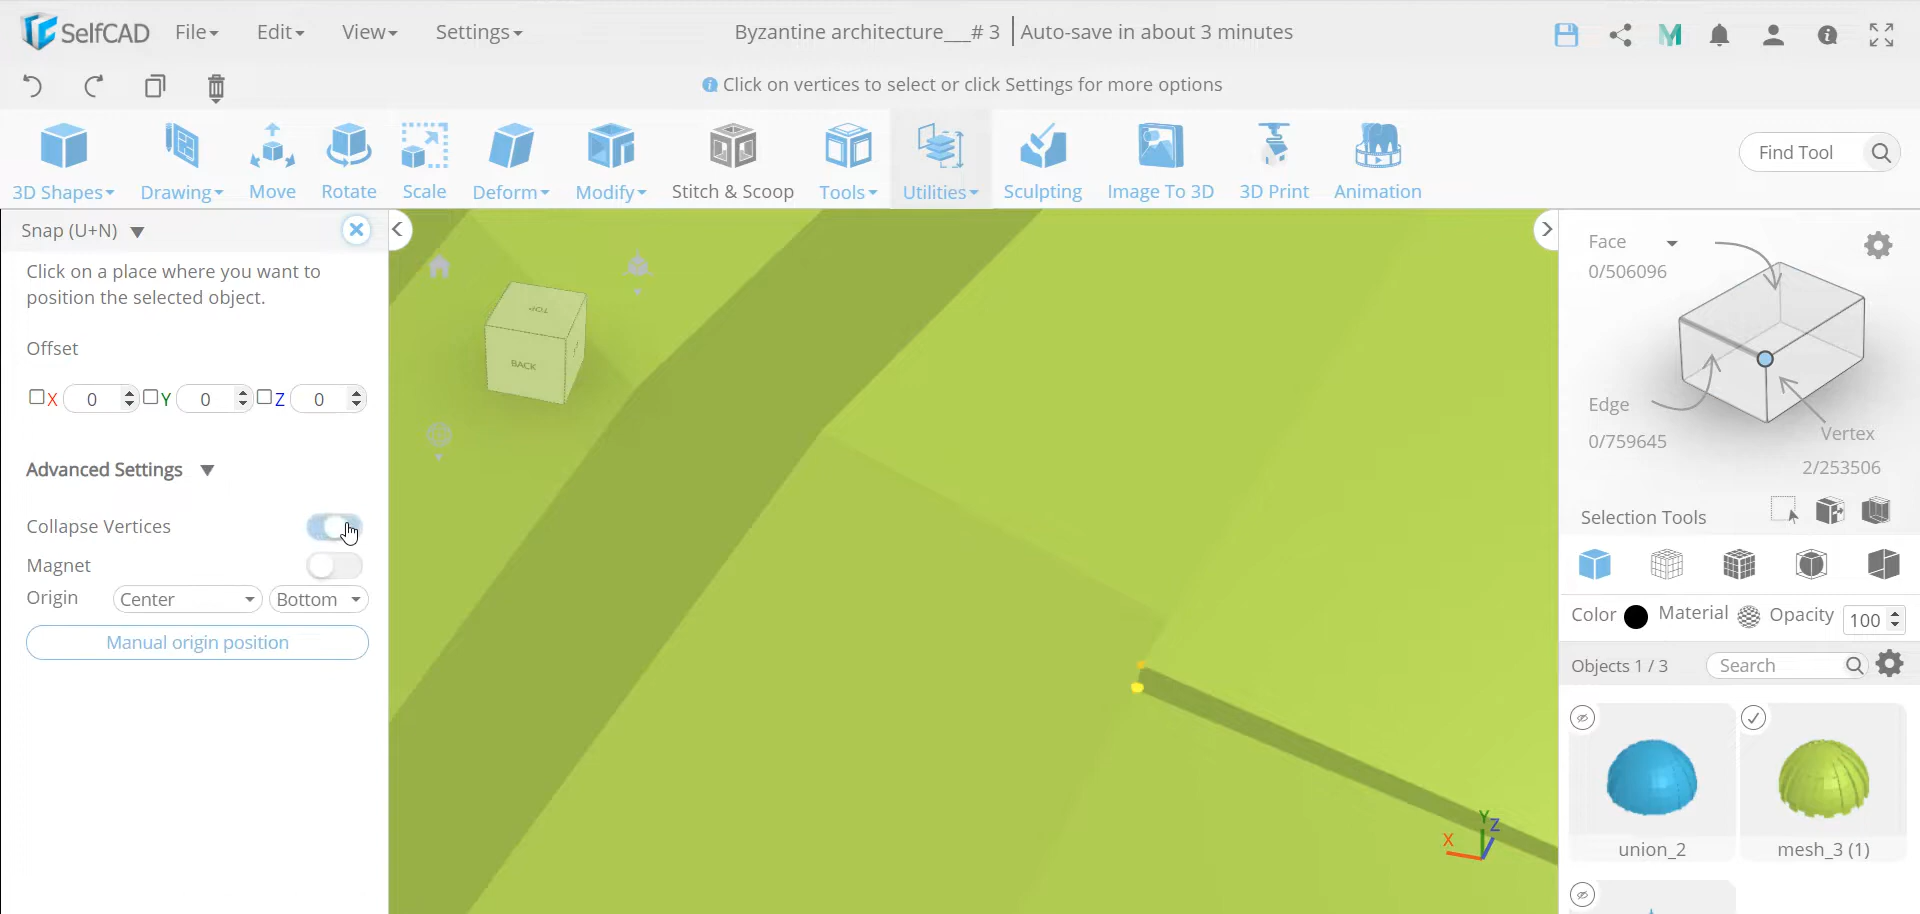 SelfCAD File Edit View Settings Byzantine architecture___# 3 Auto-save in about 3 minutes
Click on vertices to select or click Settings for more options
3D Shapes Drawing Move Rotate Scale Deform Modify Stitch & Scoop Tools Utilities Sculpting Image To 3D 3D Print Animation Find Tool
Snap (U+N)
Click on a place where you want to
position the selected object.
Offset
X 0 Y 0 Z 0
Advanced Settings
Collapse Vertices
Magnet
Origin Center Bottom
Manual origin position
TOP
BACK
X Y Z
Face
0/506096
Edge
0/759645
Vertex
2/253506
Selection Tools
Color Material Opacity 100
Objects 1 / 3 Search
union_2 mesh_3 (1)